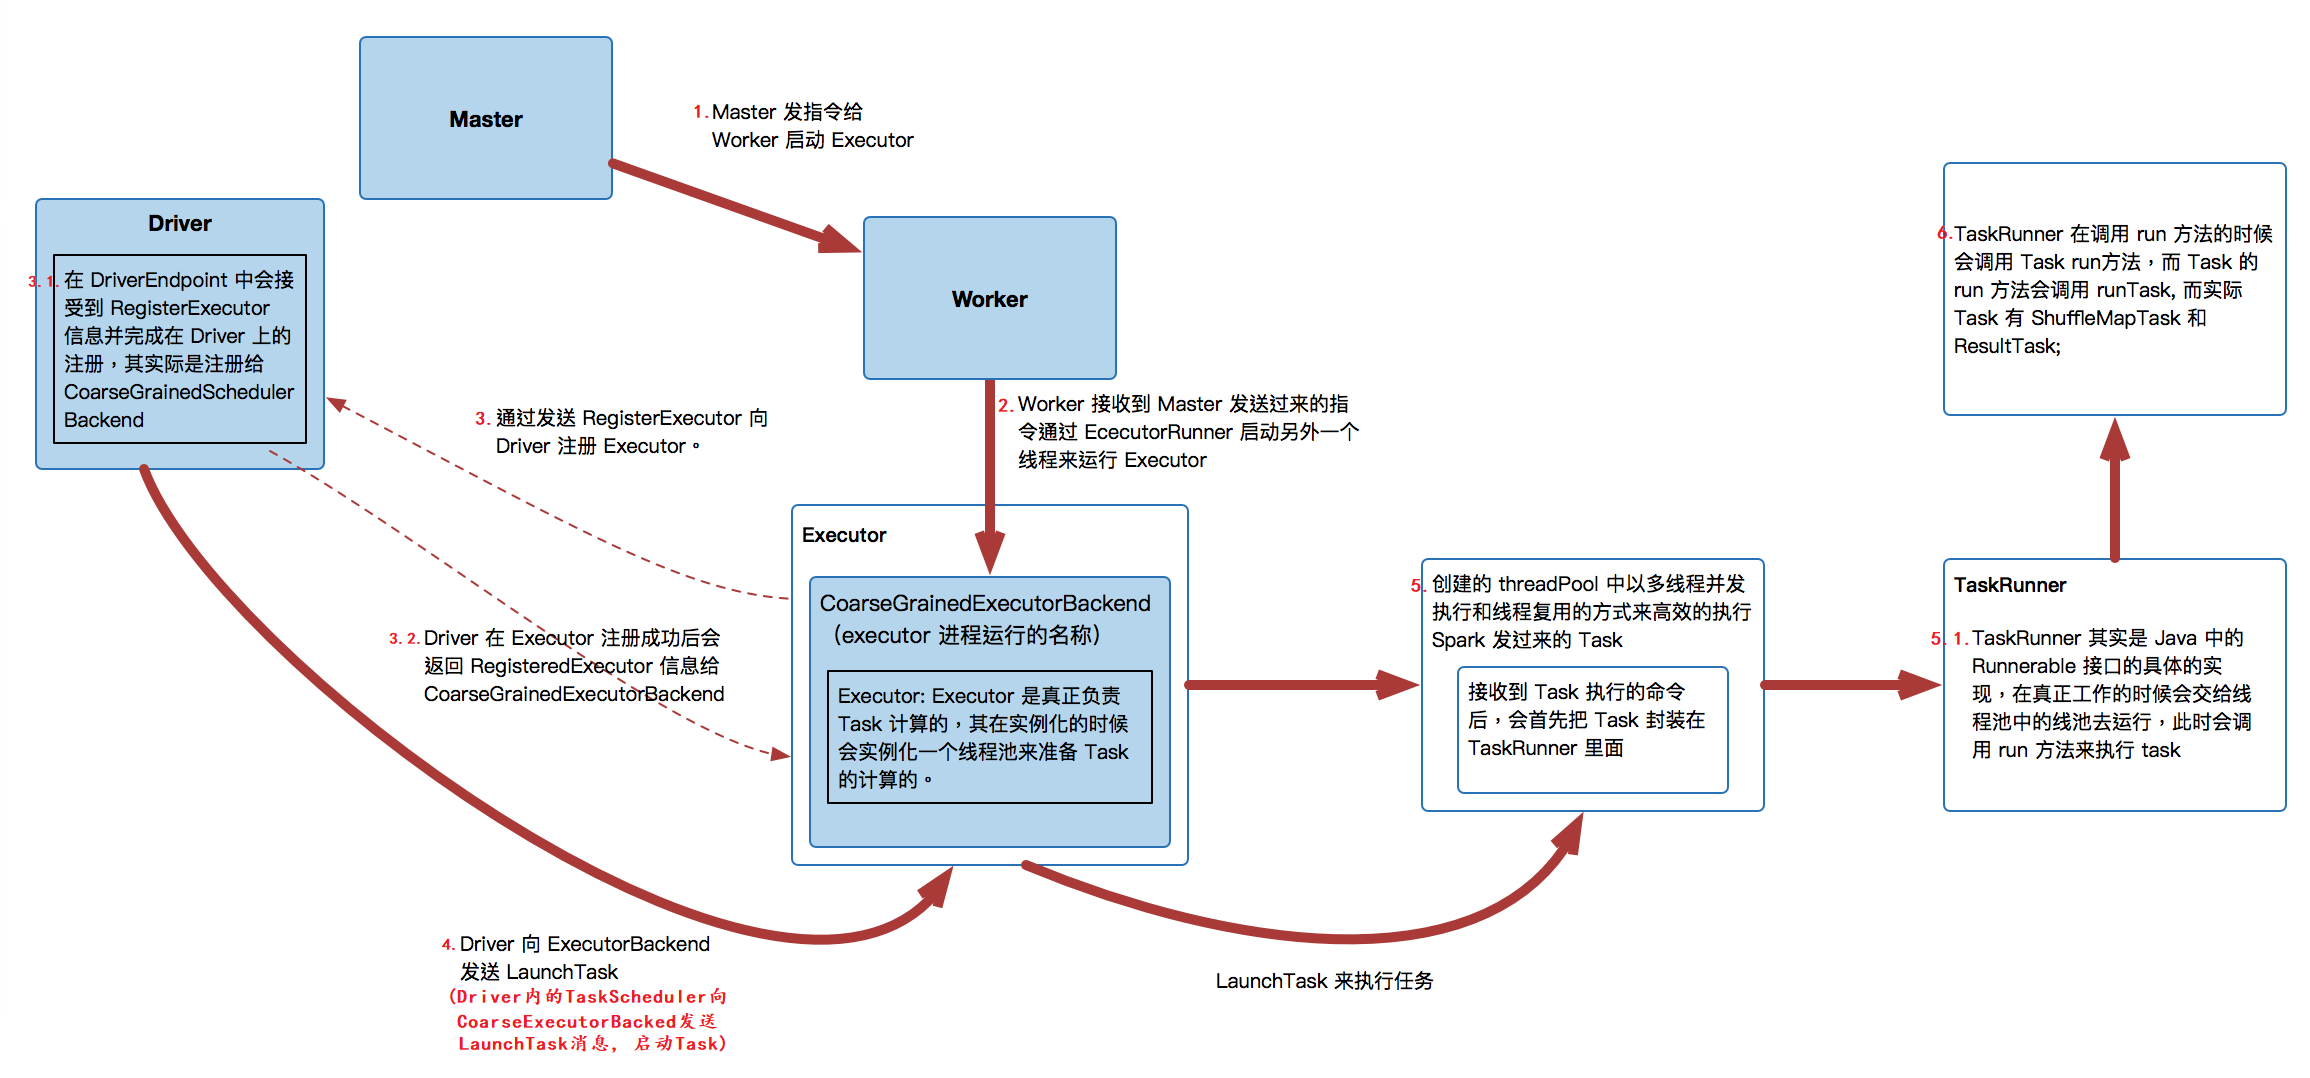 Master
1. Master 发指令给
Worker 启动 Executor
Driver
3.1. 在 DriverEndpoint 中会接
受到 RegisterExecutor
信息并完成在 Driver 上的
注册，其实际是注册给
CoarseGrainedScheduler
Backend
Worker
2. Worker 接收到 Master 发送过来的指
令通过 EcecutorRunner 启动另外一个
线程来运行 Executor
3. 通过发送 RegisterExecutor 向
Driver 注册 Executor。
3.2. Driver 在 Executor 注册成功后会
返回 RegisteredExecutor 信息给
CoarseGrainedExecutorBackend
Executor
CoarseGrainedExecutorBackend
（executor 进程运行的名称）
Executor: Executor 是真正负责
Task 计算的，其在实例化的时候
会实例化一个线程池来准备 Task
的计算的。
4. Driver 向 ExecutorBackend
发送 LaunchTask
(Driver内的TaskScheduler向
CoarseExecutorBacked发送
LaunchTask消息, 启动Task)
LaunchTask 来执行任务
5. 创建的 threadPool 中以多线程并发
执行和线程复用的方式来高效的执行
Spark 发过来的 Task
接收到 Task 执行的命令
后，会首先把 Task 封装在
TaskRunner 里面
TaskRunner
5.1. TaskRunner 其实是 Java 中的
Runnerable 接口的具体的实
现，在真正工作的时候会交给线
程池中的线池去运行，此时会调
用 run 方法来执行 task
6. TaskRunner 在调用 run 方法的时候
会调用 Task run方法，而 Task 的
run 方法会调用 runTask, 而实际
Task 有 ShuffleMapTask 和
ResultTask;